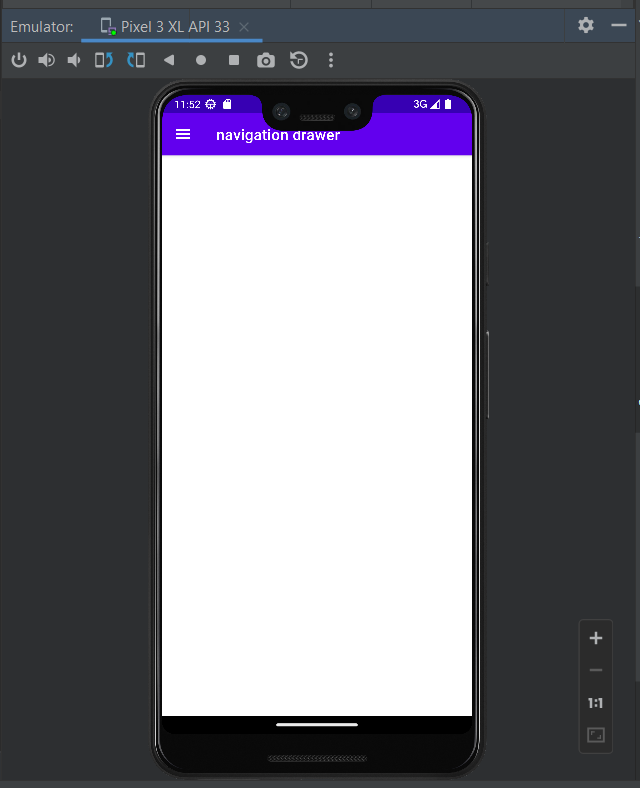 Emulator: Pixel 3 XL API 33
11:52 3G
navigation drawer
1:1